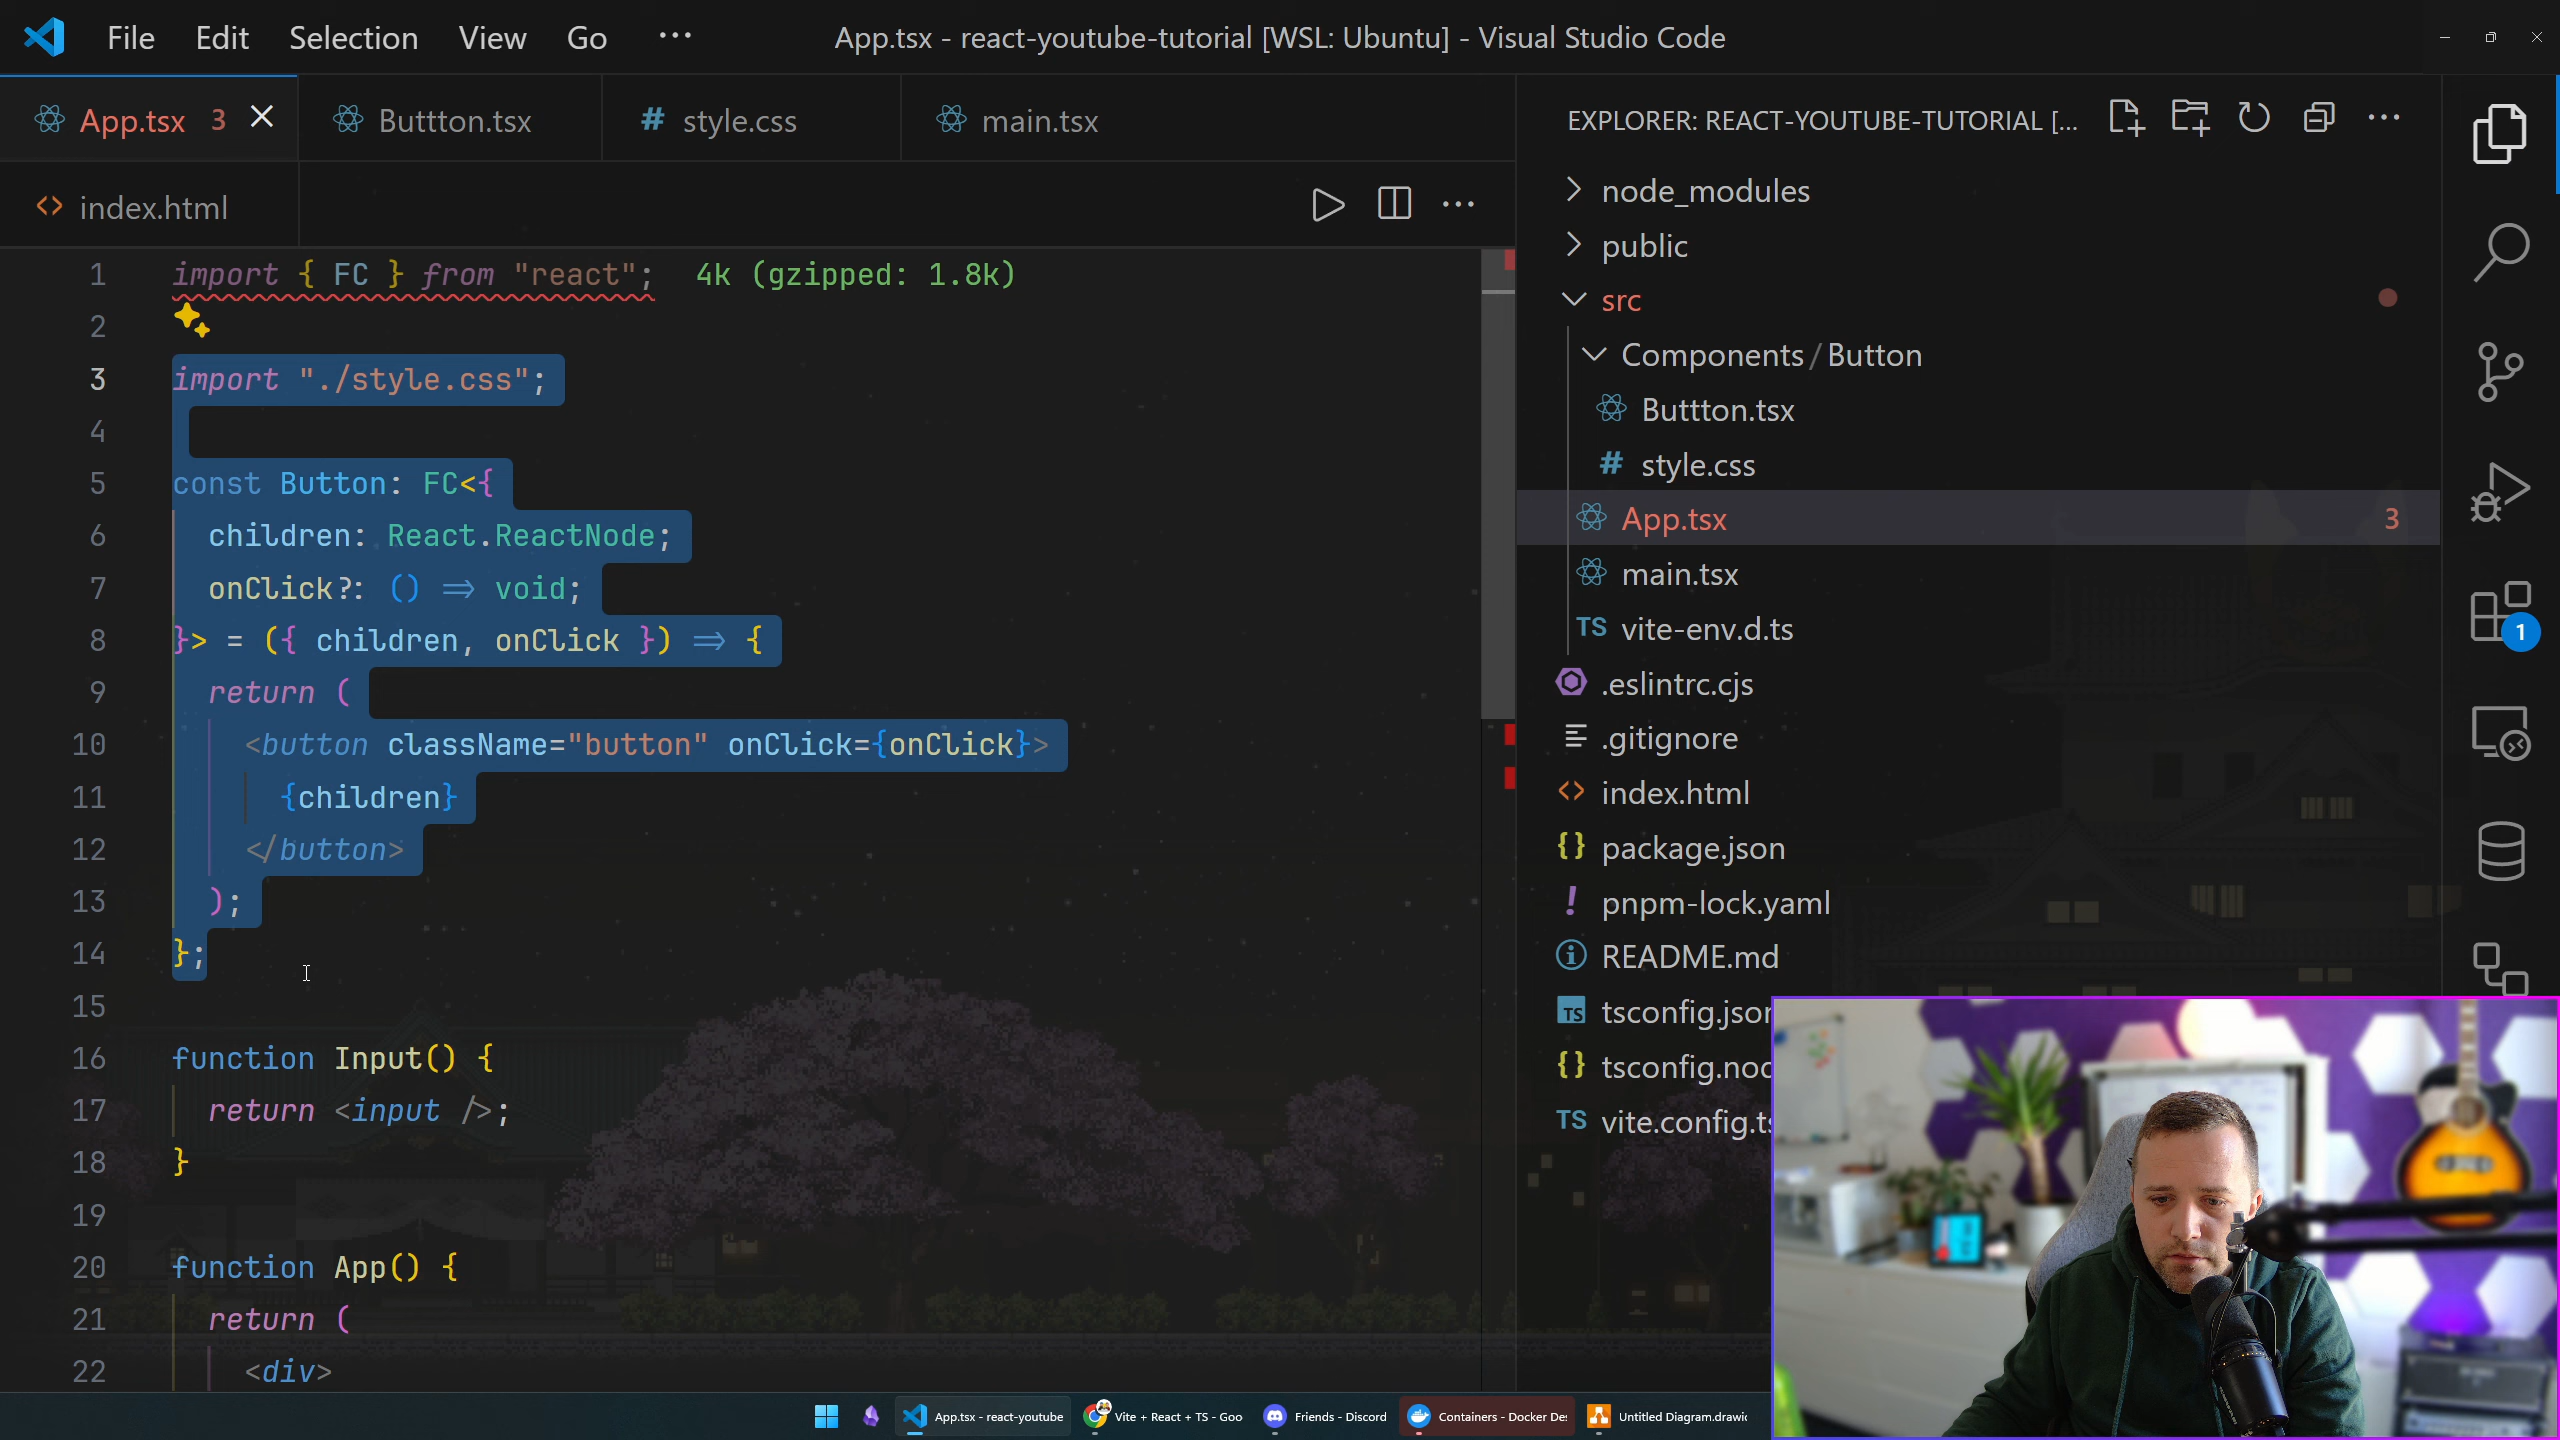 File Edit Selection View Go ··· App.tsx - react-youtube-tutorial [WSL: Ubuntu] - Visual Studio Code
App.tsx 3 Buttton.tsx # style.css main.tsx
<> index.html
1 import { FC } from "react"; 4k (gzipped: 1.8k)
2
3 import "./style.css";
4
5 const Button: FC<{
6 children: React.ReactNode;
7 onClick?: () ⇒ void;
8 }> = ({ children, onClick }) ⇒ {
9 return (
10 <button className="button" onClick={onClick}>
11 {children}
12 </button>
13 );
14 };
15
16 function Input() {
17 return <input />;
18 }
19
20 function App() {
21 return (
22 <div>
EXPLORER: REACT-YOUTUBE-TUTORIAL [...
node_modules
public
src
Components / Button
Buttton.tsx
# style.css
App.tsx 3
main.tsx
TS vite-env.d.ts
.eslintrc.cjs
.gitignore
<> index.html
{} package.json
! pnpm-lock.yaml
README.md
TS tsconfig.json
{} tsconfig.nod
TS vite.config.ts
1
App.tsx - react-youtube Vite + React + TS - Goo Friends - Discord Containers - Docker De: Untitled Diagram.drawic